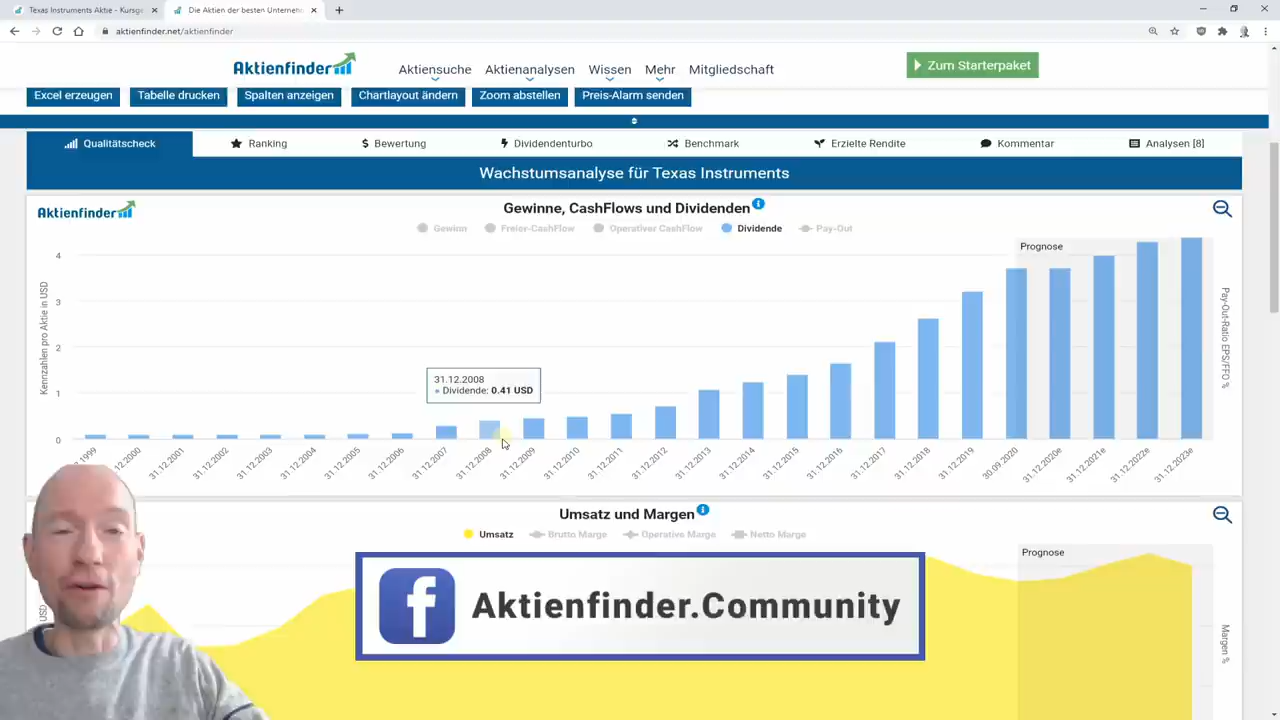 Texas Instruments Aktie - Kursge
Die Aktien der besten Unterneh
aktienfinder.net/aktienfinder
Aktienfinder
Aktiensuche
Aktienanalysen
Wissen
Mehr
Mitgliedschaft
Zum Starterpaket
Excel erzeugen
Tabelle drucken
Spalten anzeigen
Chartlayout ändern
Zoom abstellen
Preis-Alarm senden
Qualitätscheck
Ranking
Bewertung
Dividendenturbo
Benchmark
Erzielte Rendite
Kommentar
Analysen [8]
Wachstumsanalyse für Texas Instruments
Aktienfinder
Gewinne, CashFlows und Dividenden
Gewinn
Freier-CashFlow
Operativer CashFlow
Dividende
Pay-Out
Prognose
Kennzahlen pro Aktie in USD
4
3
2
1
0
Pay-Out-Ratio EPS/FFO %
31.12.2008
Dividende: 0.41 USD
.1999
31.12.2000
31.12.2001
31.12.2002
31.12.2003
31.12.2004
31.12.2005
31.12.2006
31.12.2007
31.12.2008
31.12.2009
31.12.2010
31.12.2011
31.12.2012
31.12.2013
31.12.2014
31.12.2015
31.12.2016
31.12.2017
31.12.2018
31.12.2019
30.09.2020
31.12.2020e
31.12.2021e
31.12.2022e
31.12.2023e
Umsatz und Margen
Umsatz
Brutto Marge
Operative Marge
Netto Marge
Prognose
USD
Margen %
f Aktienfinder.Community